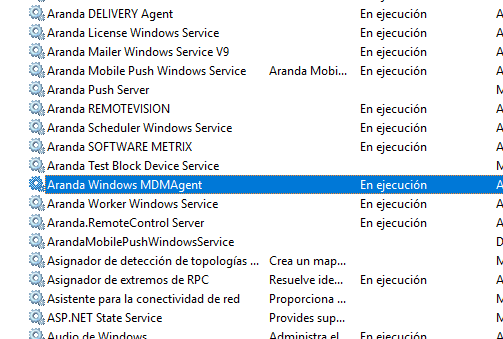 Aranda DELIVERY Agent En ejecución A
Aranda License Windows Service En ejecución A
Aranda Mailer Windows Service V9 En ejecución A
Aranda Mobile Push Windows Service Aranda Mobi... En ejecución A
Aranda Push Server M
Aranda REMOTEVISION En ejecución A
Aranda Scheduler Windows Service En ejecución A
Aranda SOFTWARE METRIX En ejecución A
Aranda Test Block Device Service M
Aranda Windows MDMAgent En ejecución A
Aranda Worker Windows Service En ejecución A
Aranda.RemoteControl Server En ejecución A
ArandaMobilePushWindowsService D
Asignador de detección de topologías ... Crea un map... M
Asignador de extremos de RPC Resuelve ide... En ejecución A
Asistente para la conectividad de red Proporciona ... M
ASP.NET State Service Provides sup... M
Audio de Windows Administra el En ejecución A